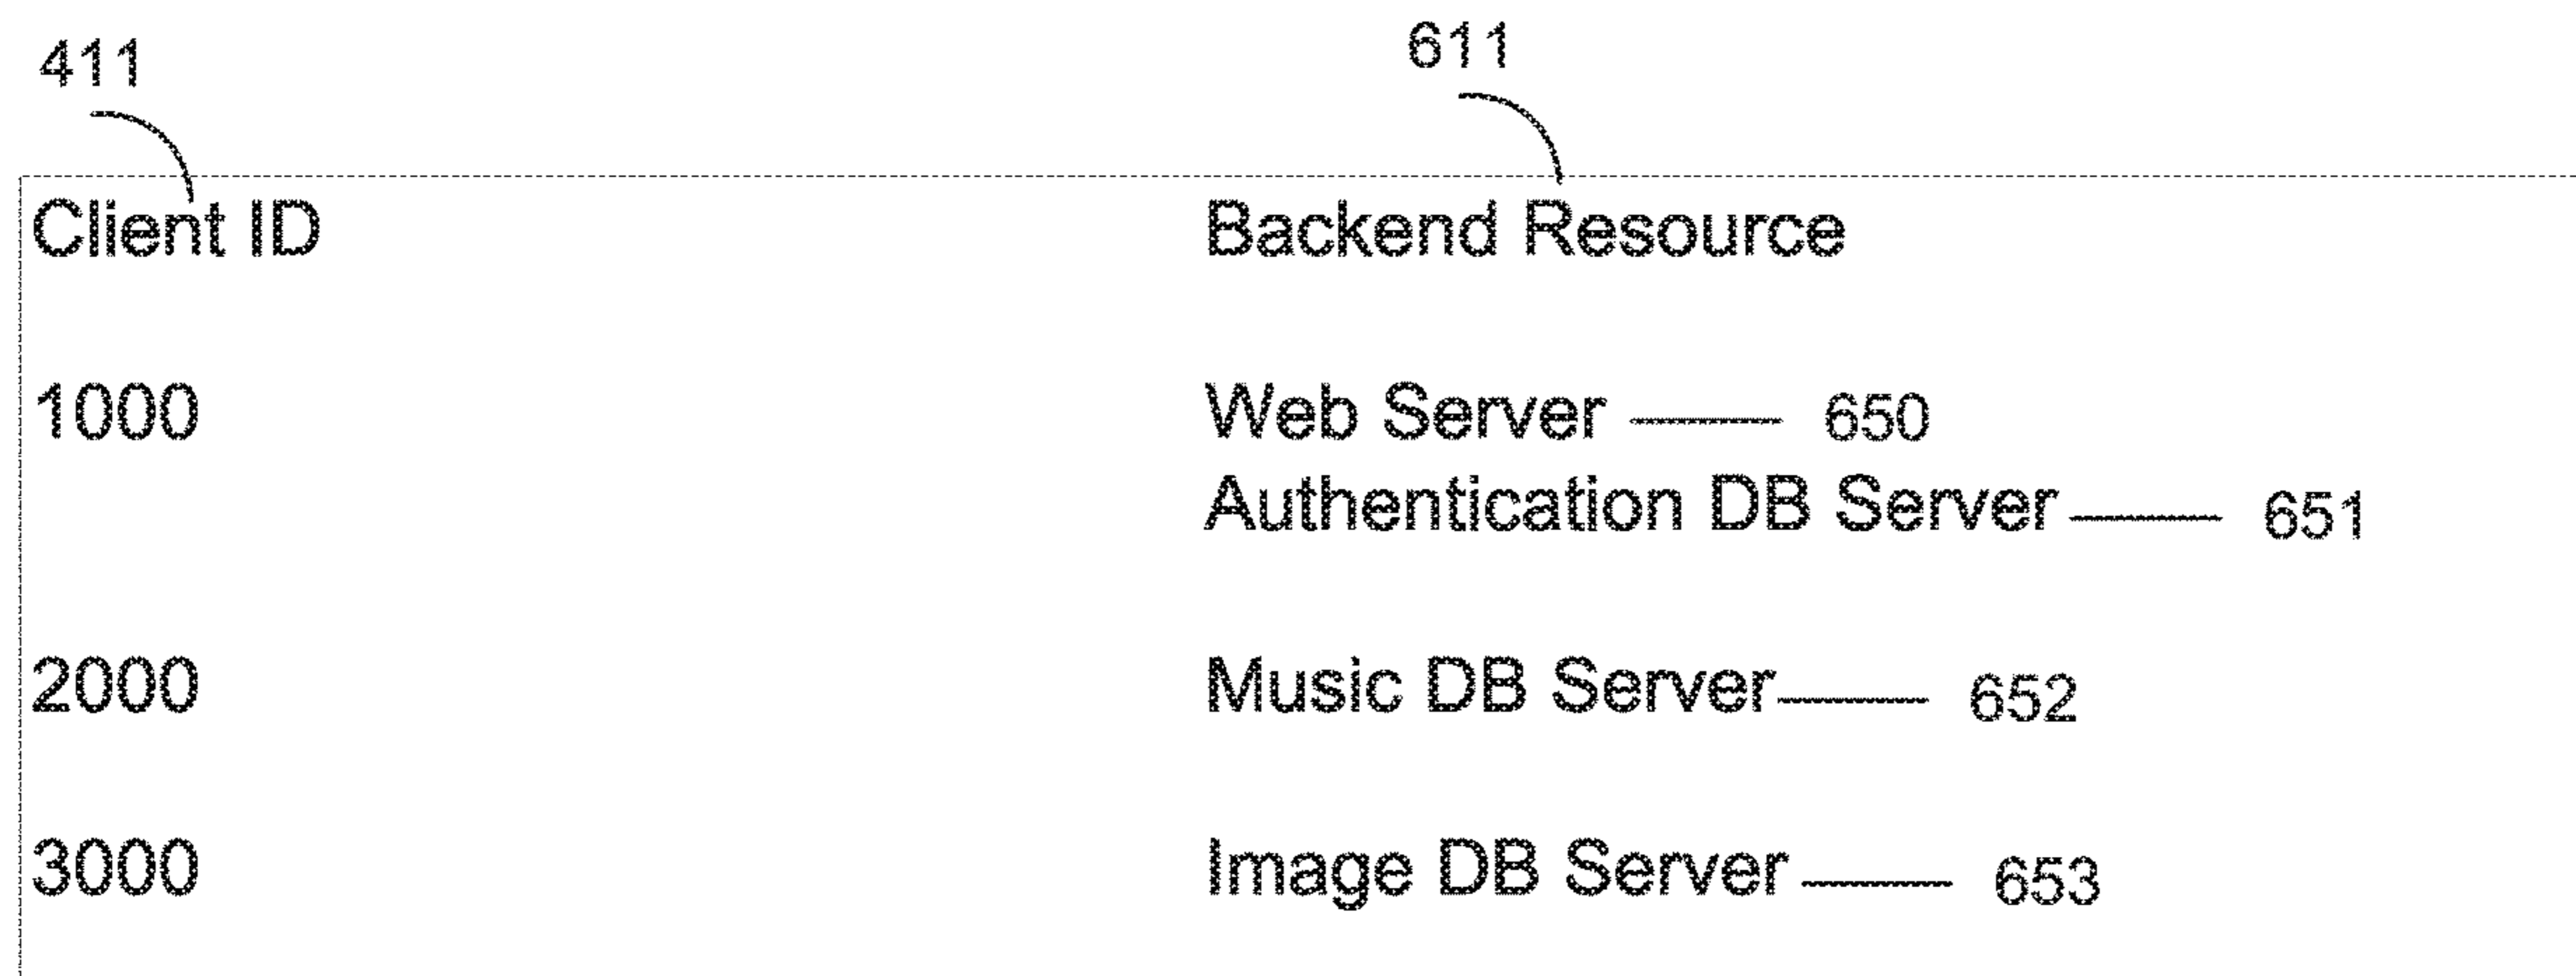 411 611
Client ID Backend Resource
1000 Web Server 650
Authentication DB Server 651
2000 Music DB Server 652
3000 Image DB Server 653